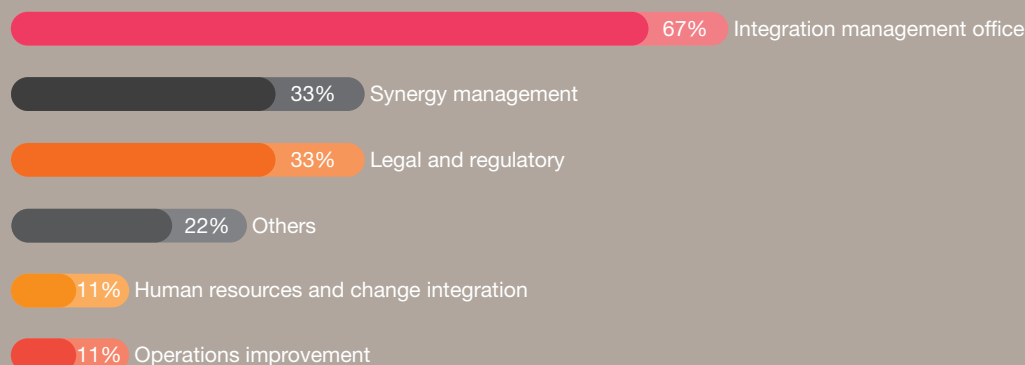 67% Integration management office
33% Synergy management
33% Legal and regulatory
22% Others
11% Human resources and change integration
11% Operations improvement